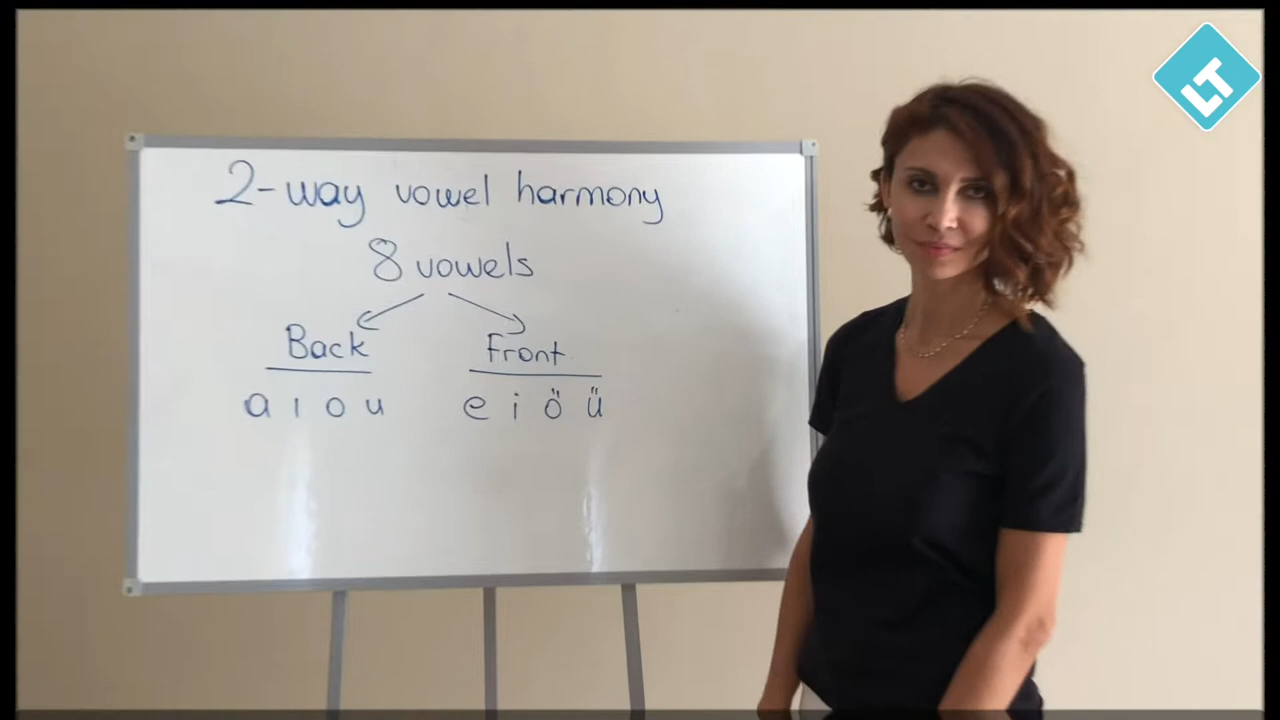 LT
2-way vowel harmony
8 vowels
Back Front
a ı o u e i ö ü